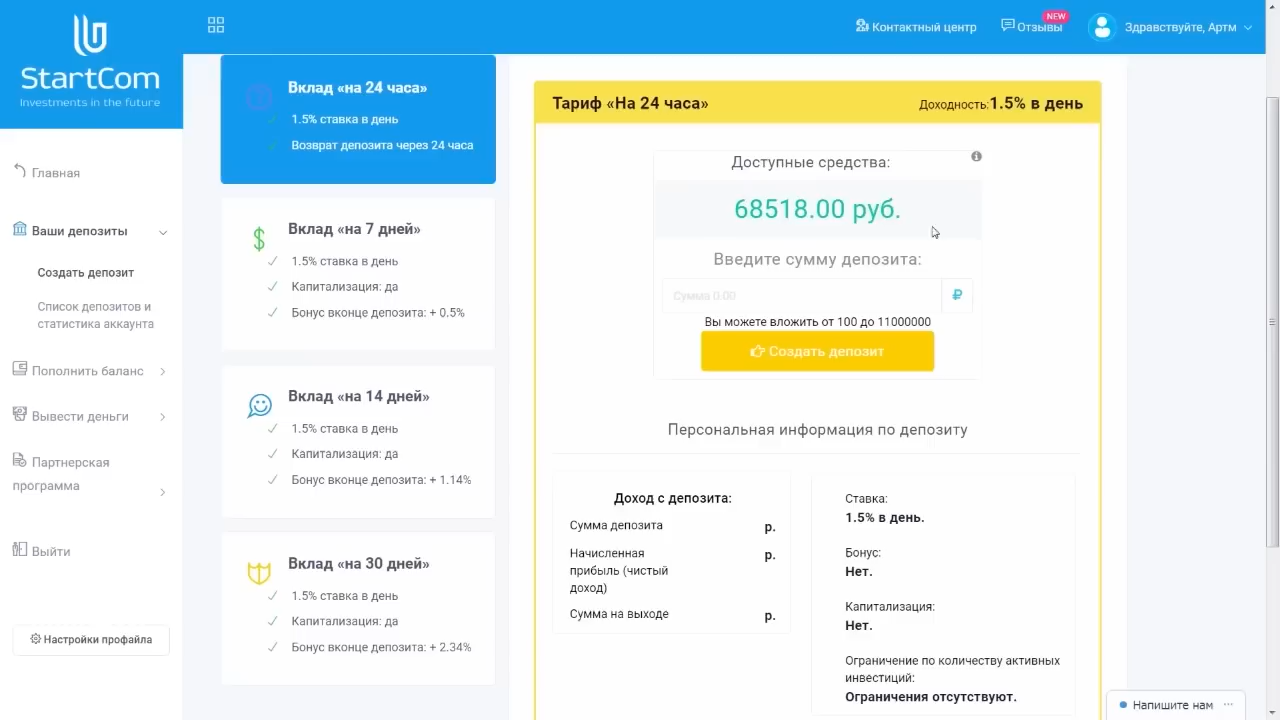 StartCom
Investments in the future
Контактный центр
Отзывы
NEW
Здравствуйте, Артм
Главная
Ваши депозиты
Создать депозит
Список депозитов и
статистика аккаунта
Пополнить баланс
Вывести деньги
Партнерская
программа
Выйти
Настройки профиля
Вклад «на 24 часа»
1.5% ставка в день
Возврат депозита через 24 часа
Вклад «на 7 дней»
1.5% ставка в день
Капитализация: да
Бонус вконце депозита: + 0.5%
Вклад «на 14 дней»
1.5% ставка в день
Капитализация: да
Бонус вконце депозита: + 1.14%
Вклад «на 30 дней»
1.5% ставка в день
Капитализация: да
Бонус вконце депозита: + 2.34%
Тариф «На 24 часа»
Доходность:1.5% в день
Доступные средства:
68518.00 руб.
Введите сумму депозита:
Сумма 0.00
₽
Вы можете вложить от 100 до 11000000
Создать депозит
Персональная информация по депозиту
Доход с депозита:
Сумма депозита р.
Начисленная р.
прибыль (чистый
доход)
Сумма на выходе р.
Ставка:
1.5% в день.
Бонус:
Нет.
Капитализация:
Нет.
Ограничение по количеству активных
инвестиций:
Ограничения отсутствуют.
Напишите нам